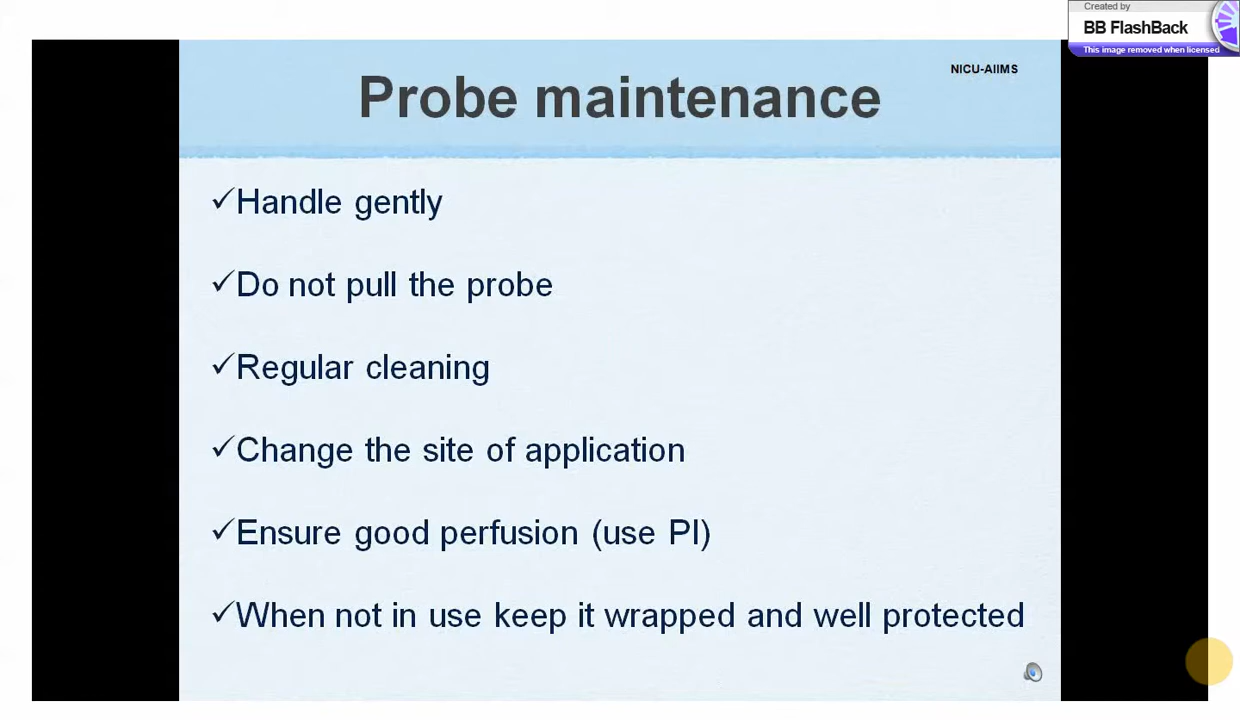 Created by
BB FlashBack
This image removed when licensed
NICU-AIIMS
Probe maintenance
✓Handle gently
✓Do not pull the probe
✓Regular cleaning
✓Change the site of application
✓Ensure good perfusion (use PI)
✓When not in use keep it wrapped and well protected